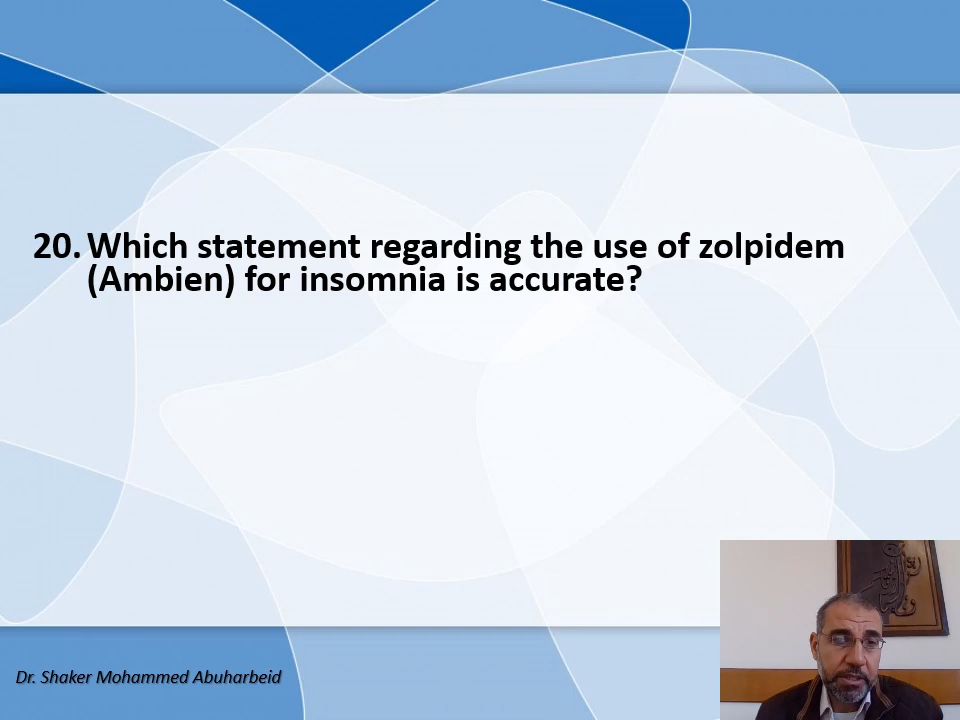 20. Which statement regarding the use of zolpidem
(Ambien) for insomnia is accurate?
Dr. Shaker Mohammed Abuharbeid